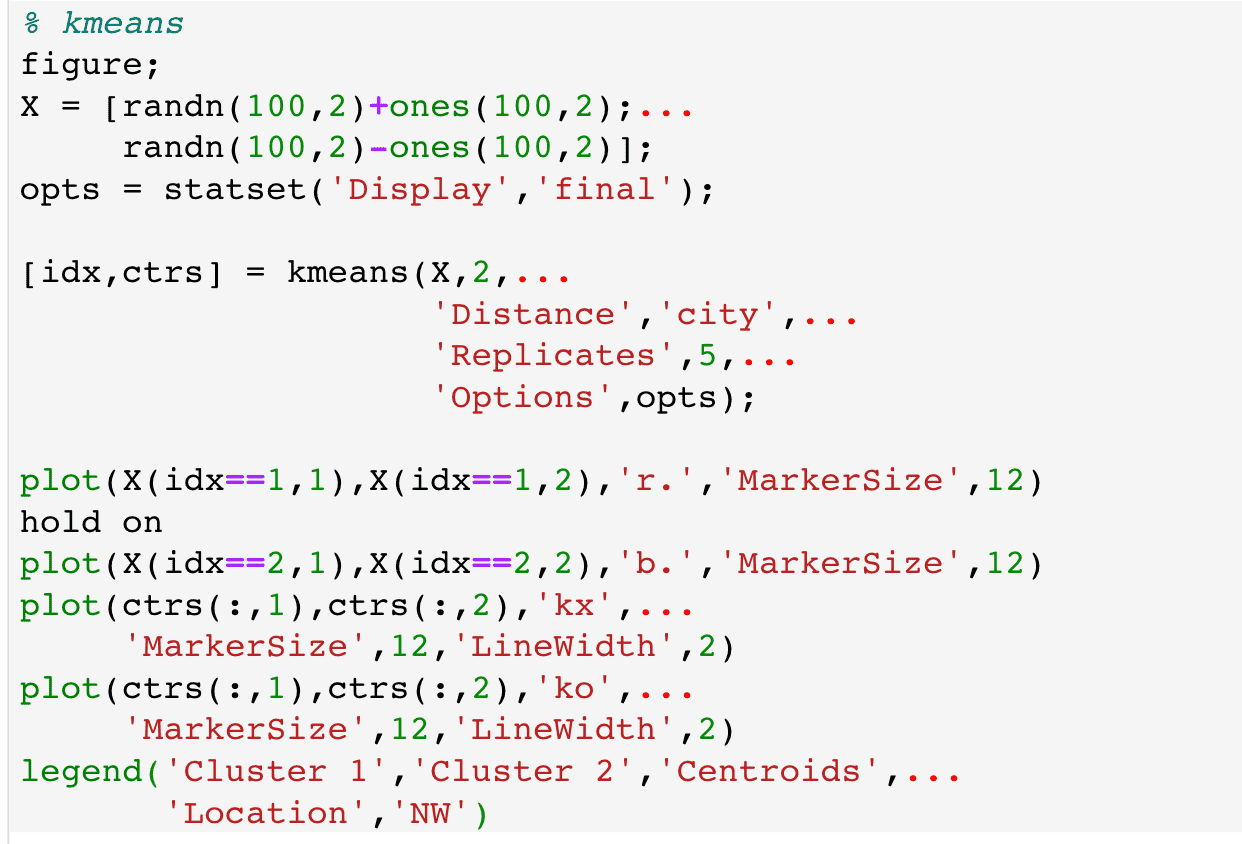 % kmeans
figure;
X = [randn(100,2)+ones(100,2);...
     randn(100,2)-ones(100,2)];
opts = statset('Display','final');

[idx,ctrs] = kmeans(X,2,...
                    'Distance','city',...
                    'Replicates',5,...
                    'Options',opts);

plot(X(idx==1,1),X(idx==1,2),'r.','MarkerSize',12)
hold on
plot(X(idx==2,1),X(idx==2,2),'b.','MarkerSize',12)
plot(ctrs(:,1),ctrs(:,2),'kx',...
     'MarkerSize',12,'LineWidth',2)
plot(ctrs(:,1),ctrs(:,2),'ko',...
     'MarkerSize',12,'LineWidth',2)
legend('Cluster 1','Cluster 2','Centroids',...
       'Location','NW')